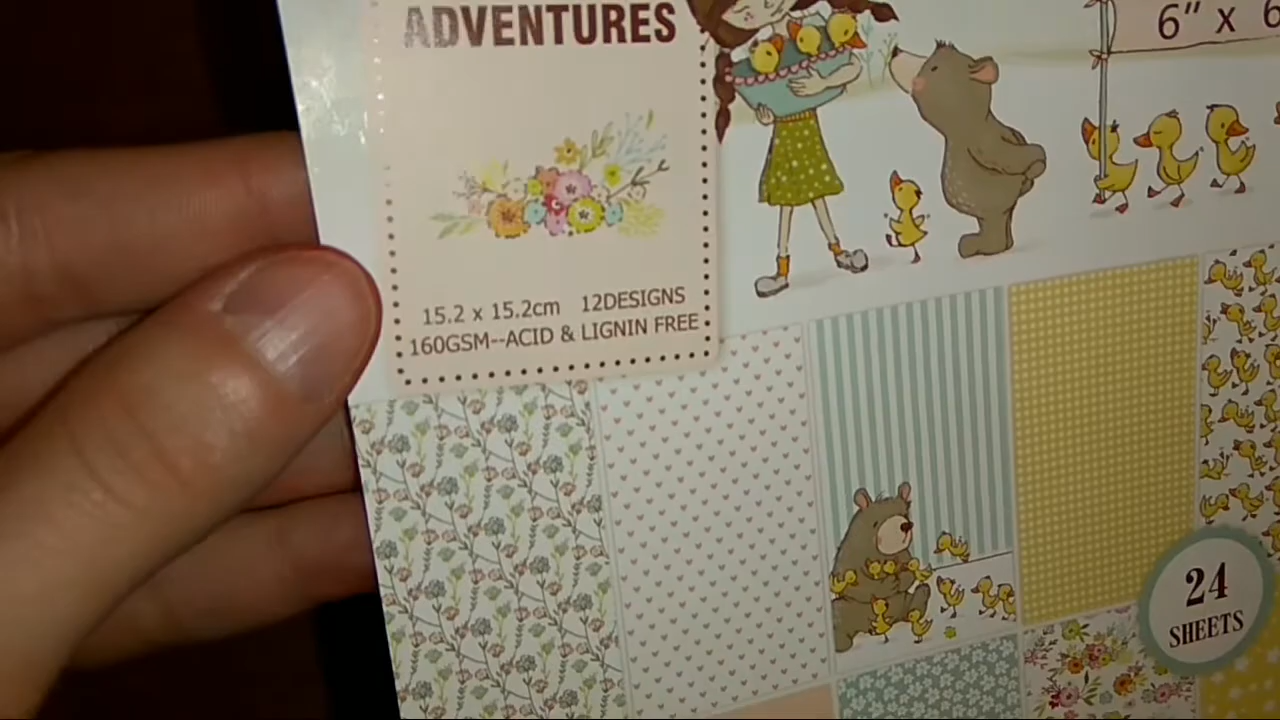 ADVENTURES
6" x 6
15.2 x 15.2cm 12DESIGNS
160GSM--ACID & LIGNIN FREE
24
SHEETS